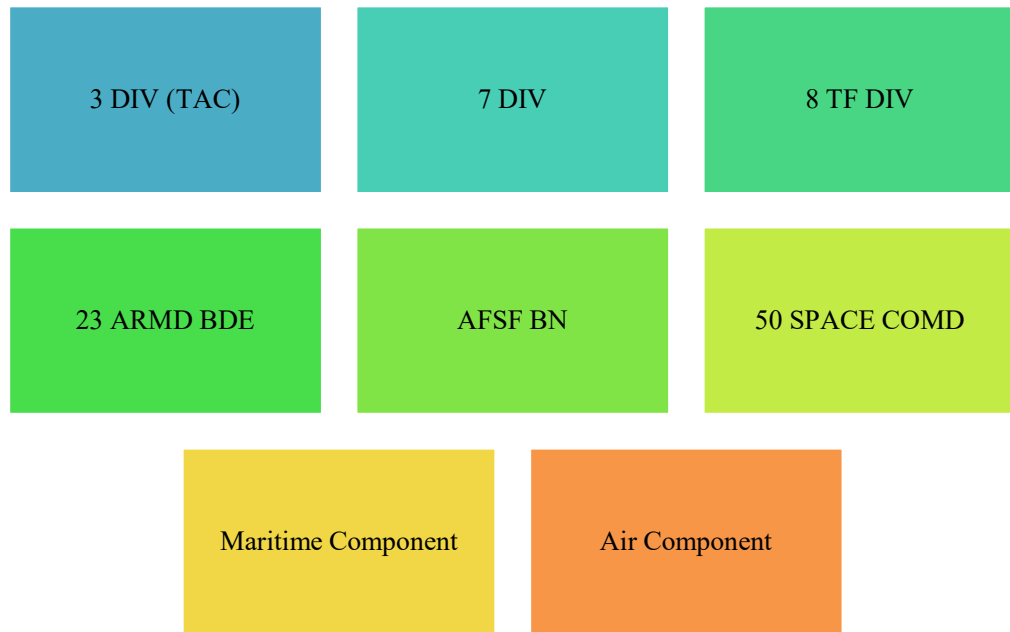 3 DIV (TAC)
7 DIV
8 TF DIV
23 ARMD BDE
AFSF BN
50 SPACE COMD
Maritime Component
Air Component